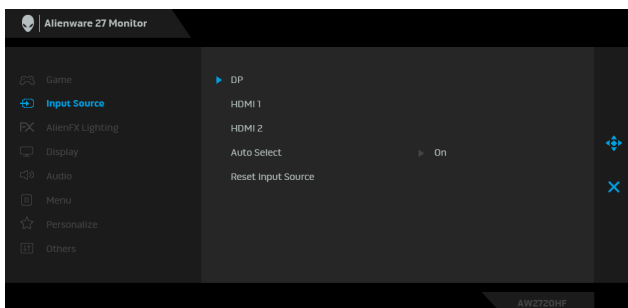 Alienware 27 Monitor
Game
Input Source
AlienFX Lighting
Display
Audio
Menu
Personalize
Others
DP
HDMI 1
HDMI 2
Auto Select On
Reset Input Source
AW2720HF